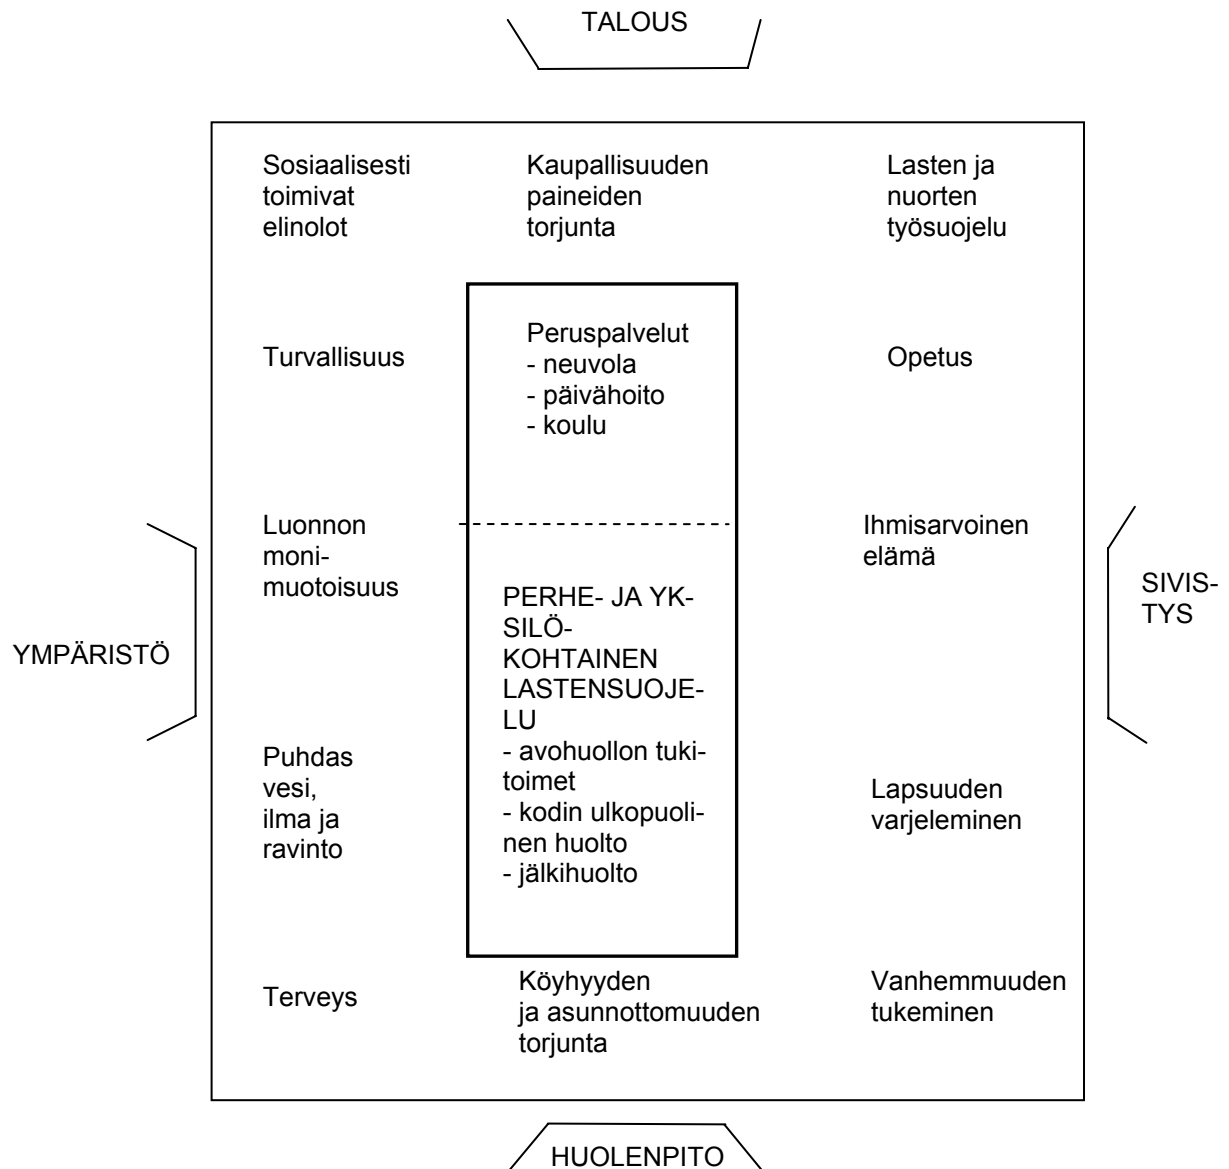 TALOUS
Sosiaalisesti
toimivat
elinolot
Kaupallisuuden
paineiden
torjunta
Lasten ja
nuorten
työsuojelu
Turvallisuus
Peruspalvelut
- neuvola
- päivähoito
- koulu
Opetus
Luonnon
moni-
muotoisuus
Ihmisarvoinen
elämä
YMPÄRISTÖ
PERHE- JA YK-
SILÖ-
KOHTAINEN
LASTENSUOJE-
LU
- avohuollon tuki-
toimet
- kodin ulkopuoli-
nen huolto
- jälkihuolto
SIVIS-
TYS
Puhdas
vesi,
ilma ja
ravinto
Lapsuuden
varjeleminen
Terveys
Köyhyyden
ja asunnottomuuden
torjunta
Vanhemmuuden
tukeminen
HUOLENPITO